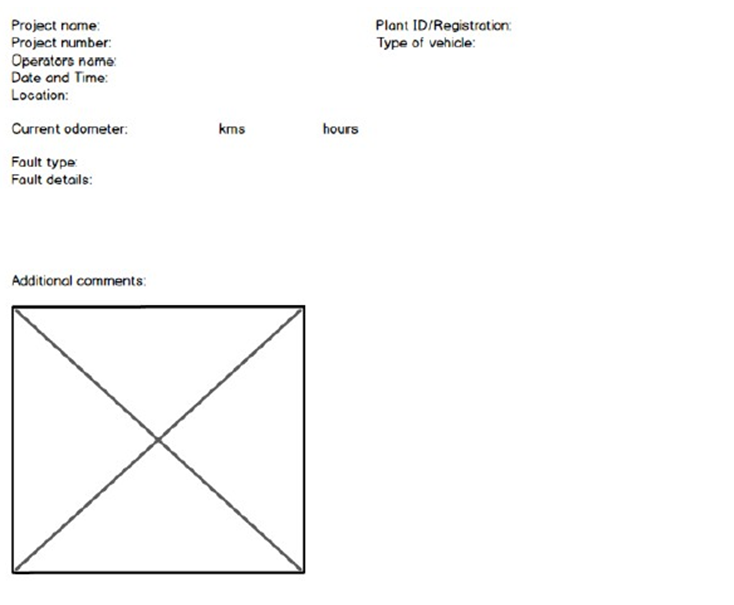 Project name: Plant ID/Registration:
Project number: Type of vehicle:
Operators name:
Date and Time:
Location:
Current odometer: kms hours
Fault type:
Fault details:
Additional comments: